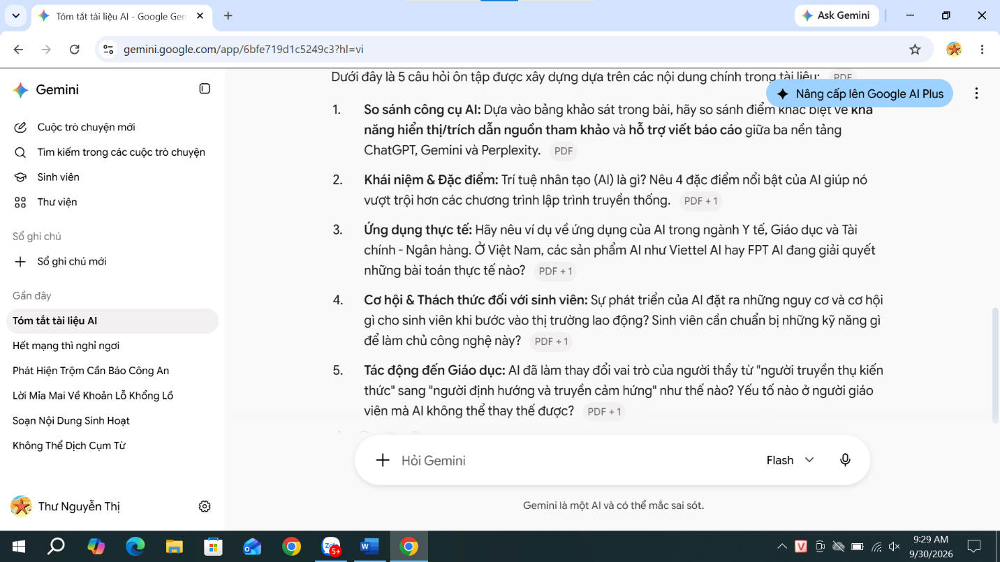 Tóm tắt tài liệu AI - Google Gem
Ask Gemini
gemini.google.com/app/6bfe719d1c5249c3?hl=vi
Gemini
Cuộc trò chuyện mới
Tìm kiếm trong các cuộc trò chuyện
Sinh viên
Thư viện
Sổ ghi chú
Sổ ghi chú mới
Gần đây
Tóm tắt tài liệu AI
Hết mạng thì nghỉ ngơi
Phát Hiện Trộm Cần Báo Công An
Lời Mỉa Mai Về Khoản Lỗ Khổng Lồ
Soạn Nội Dung Sinh Hoạt
Không Thể Dịch Cụm Từ
Thư Nguyễn Thị
Nâng cấp lên Google AI Plus
Dưới đây là 5 câu hỏi ôn tập được xây dựng dựa trên các nội dung chính trong tài liệu: PDF
1. So sánh công cụ AI: Dựa vào bảng khảo sát trong bài, hãy so sánh điểm khác biệt về khả
năng hiển thị/trích dẫn nguồn tham khảo và hỗ trợ viết báo cáo giữa ba nền tảng
ChatGPT, Gemini và Perplexity. PDF
2. Khái niệm & Đặc điểm: Trí tuệ nhân tạo (AI) là gì? Nêu 4 đặc điểm nổi bật của AI giúp nó
vượt trội hơn các chương trình lập trình truyền thống. PDF + 1
3. Ứng dụng thực tế: Hãy nêu ví dụ về ứng dụng của AI trong ngành Y tế, Giáo dục và Tài
chính - Ngân hàng. Ở Việt Nam, các sản phẩm AI như Viettel AI hay FPT AI đang giải quyết
những bài toán thực tế nào? PDF + 1
4. Cơ hội & Thách thức đối với sinh viên: Sự phát triển của AI đặt ra những nguy cơ và cơ hội
gì cho sinh viên khi bước vào thị trường lao động? Sinh viên cần chuẩn bị những kỹ năng gì
để làm chủ công nghệ này? PDF + 1
5. Tác động đến Giáo dục: AI đã làm thay đổi vai trò của người thầy từ "người truyền thụ kiến
thức" sang "người định hướng và truyền cảm hứng" như thế nào? Yếu tố nào ở người giáo
viên mà AI không thể thay thế được? PDF + 1
Hỏi Gemini
Flash
Gemini là một AI và có thể mắc sai sót.
Zalo
5+
V
9:29 AM
9/30/2026